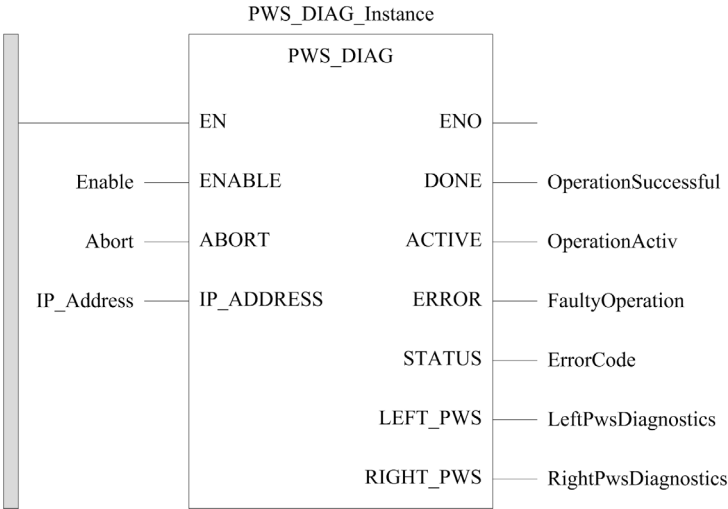 PWS_DIAG_Instance
PWS_DIAG
EN ENO
Enable ENABLE DONE OperationSuccessful
Abort ABORT ACTIVE OperationActiv
IP_Address IP_ADDRESS ERROR FaultyOperation
STATUS ErrorCode
LEFT_PWS LeftPwsDiagnostics
RIGHT_PWS RightPwsDiagnostics